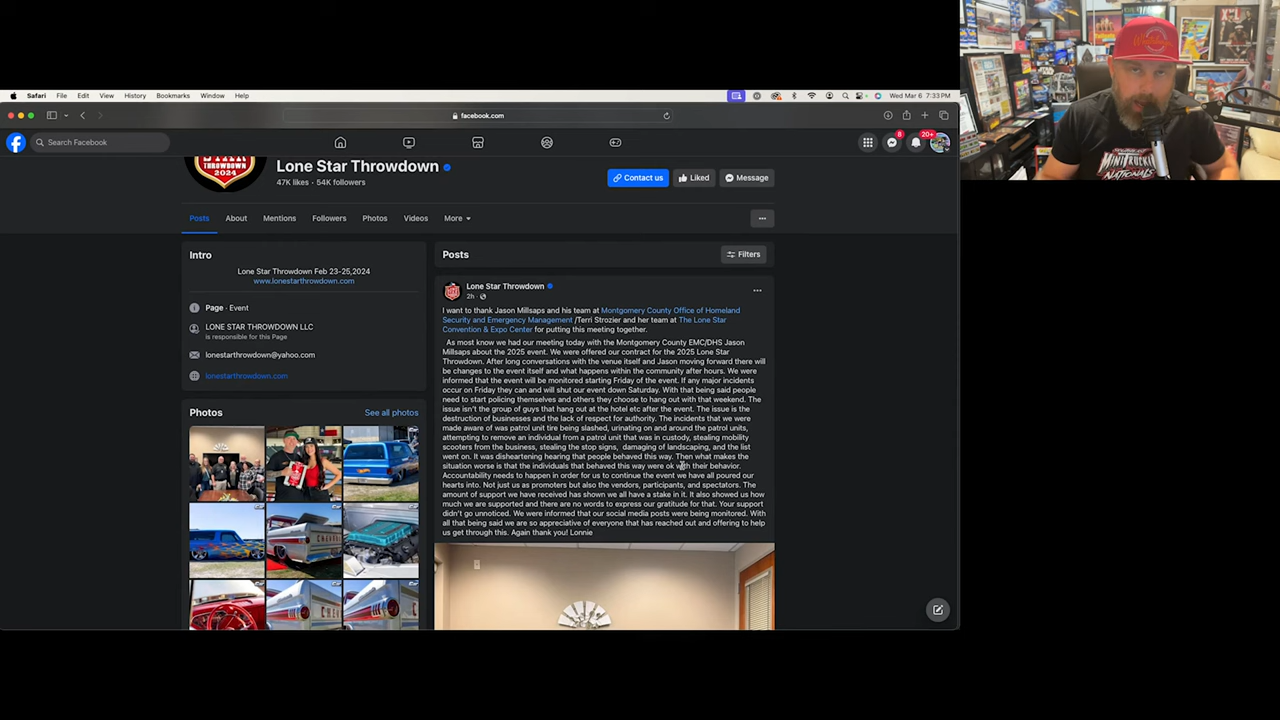 Safari File Edit View History Bookmarks Window Help
Wed Mar 6 7:33 PM
facebook.com
Search Facebook
8
20+
THROWDOWN
2024
Lone Star Throwdown
47K likes • 54K followers
Contact us
Liked
Message
Posts About Mentions Followers Photos Videos More
Intro
Lone Star Throwdown Feb 23-25,2024
www.lonestarthrowdown.com
Page · Event
LONE STAR THROWDOWN LLC
is responsible for this Page
lonestarthrowdown@yahoo.com
lonestarthrowdown.com
Photos
See all photos
Posts
Filters
Lone Star Throwdown
2h ·
I want to thank Jason Millsaps and his team at Montgomery County Office of Homeland
Security and Emergency Management /Terri Strozier and her team at The Lone Star
Convention & Expo Center for putting this meeting together.
As most know we had our meeting today with the Montgomery County EMC/DHS Jason
Millsaps about the 2025 event. We were offered our contract for the 2025 Lone Star
Throwdown. After long conversations with the venue itself and Jason moving forward there will
be changes to the event itself and what happens within the community after hours. We were
informed that the event will be monitored starting Friday of the event. If any major incidents
occur on Friday they can and will shut our event down Saturday. With that being said people
need to start policing themselves and others they choose to hang out with that weekend. The
issue isn't the group of guys that hang out at the hotel etc after the event. The issue is the
destruction of businesses and the lack of respect for authority. The incidents that we were
made aware of was patrol unit tire being slashed, urinating on and around the patrol units,
attempting to remove an individual from a patrol unit that was in custody, stealing mobility
scooters from the business, stealing the stop signs, damaging of landscaping, and the list
went on. It was disheartening hearing that people behaved this way. Then what makes the
situation worse is that the individuals that behaved this way were ok with their behavior.
Accountability needs to happen in order for us to continue the event we have all poured our
hearts into. Not just us as promoters but also the vendors, participants, and spectators. The
amount of support we have received has shown we all have a stake in it. It also showed us how
much we are supported and there are no words to express our gratitude for that. Your support
didn't go unnoticed. We were informed that our social media posts were being monitored. With
all that being said we are so appreciative of everyone that has reached out and offering to help
us get through this. Again thank you! Lonnie
MINITRUCKIN
NATIONALS